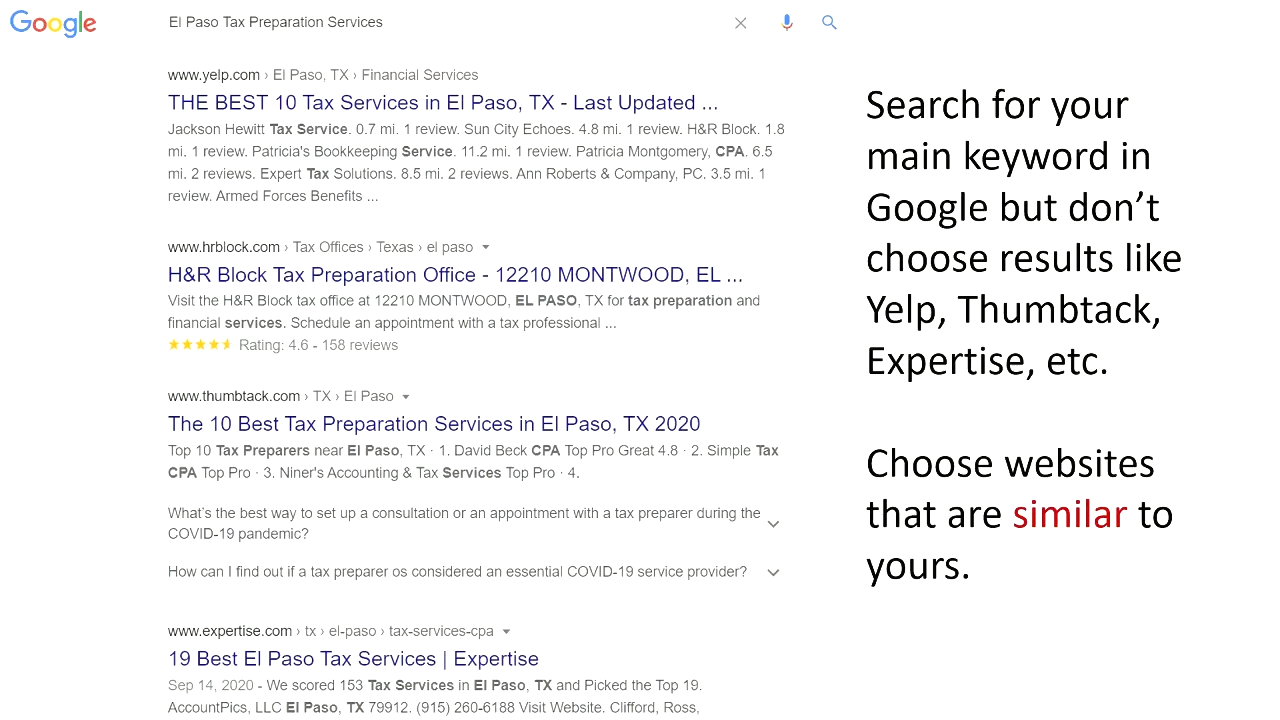 Google
El Paso Tax Preparation Services
www.yelp.com › El Paso, TX › Financial Services
THE BEST 10 Tax Services in El Paso, TX - Last Updated ...
Jackson Hewitt Tax Service. 0.7 mi. 1 review. Sun City Echoes. 4.8 mi. 1 review. H&R Block. 1.8
mi. 1 review. Patricia's Bookkeeping Service. 11.2 mi. 1 review. Patricia Montgomery, CPA. 6.5
mi. 2 reviews. Expert Tax Solutions. 8.5 mi. 2 reviews. Ann Roberts & Company, PC. 3.5 mi. 1
review. Armed Forces Benefits ...
www.hrblock.com › Tax Offices › Texas › el paso
H&R Block Tax Preparation Office - 12210 MONTWOOD, EL ...
Visit the H&R Block tax office at 12210 MONTWOOD, EL PASO, TX for tax preparation and
financial services. Schedule an appointment with a tax professional ...
Rating: 4.6 - 158 reviews
www.thumbtack.com › TX › El Paso
The 10 Best Tax Preparation Services in El Paso, TX 2020
Top 10 Tax Preparers near El Paso, TX · 1. David Beck CPA Top Pro Great 4.8 · 2. Simple Tax
CPA Top Pro · 3. Niner's Accounting & Tax Services Top Pro · 4.
What's the best way to set up a consultation or an appointment with a tax preparer during the
COVID-19 pandemic?
How can I find out if a tax preparer os considered an essential COVID-19 service provider?
www.expertise.com › tx › el-paso › tax-services-cpa
19 Best El Paso Tax Services | Expertise
Sep 14, 2020 - We scored 153 Tax Services in El Paso, TX and Picked the Top 19.
AccountPics, LLC El Paso, TX 79912. (915) 260-6188 Visit Website. Clifford, Ross,
Search for your
main keyword in
Google but don't
choose results like
Yelp, Thumbtack,
Expertise, etc.
Choose websites
that are similar to
yours.